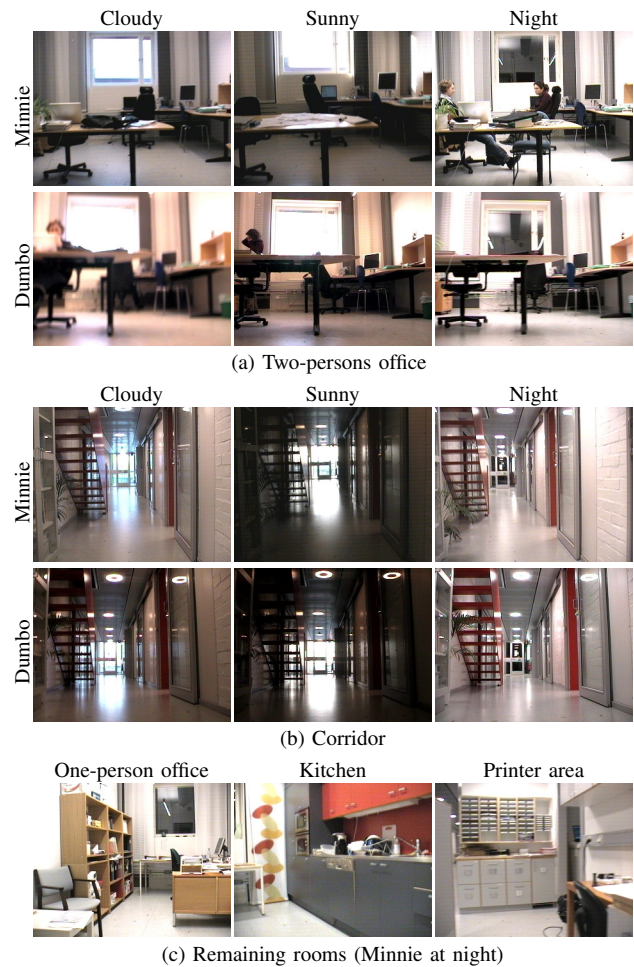 Cloudy Sunny Night
Minnie
Dumbo
(a) Two-persons office
Cloudy Sunny Night
Minnie
Dumbo
(b) Corridor
One-person office Kitchen Printer area
(c) Remaining rooms (Minnie at night)